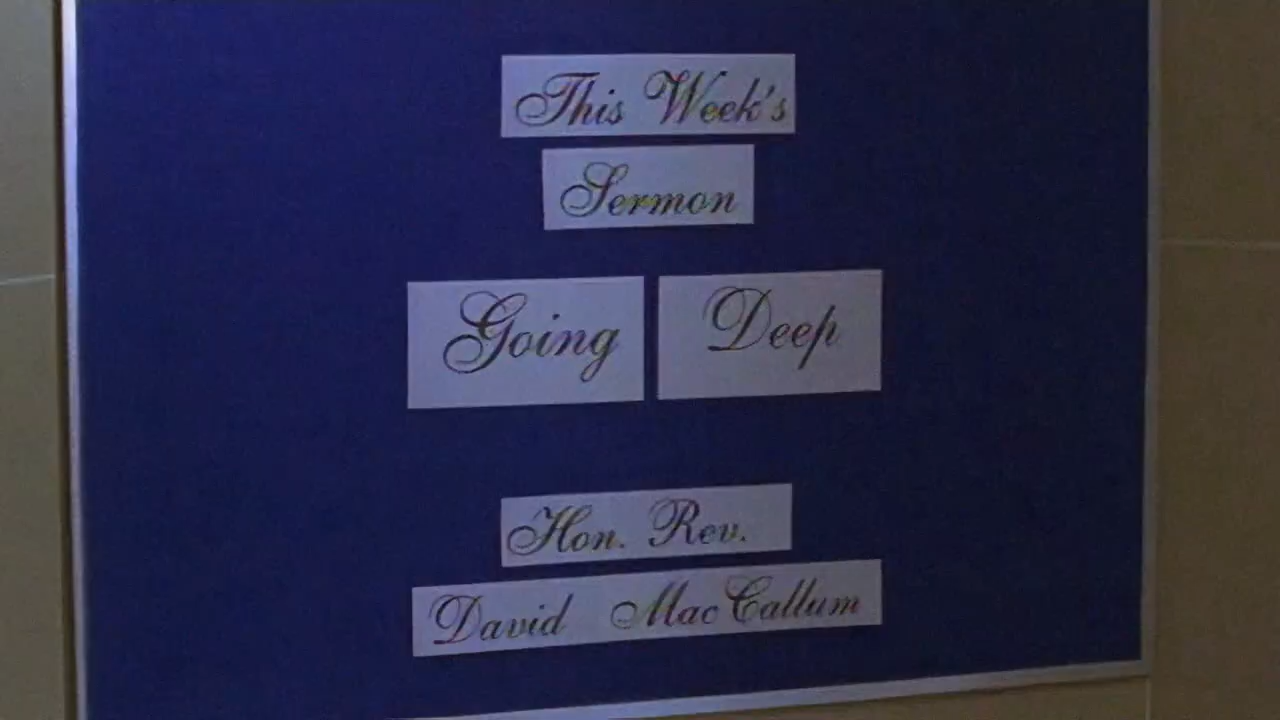 This Week's
Sermon
Going Deep
Hon. Rev.
David MacCallum